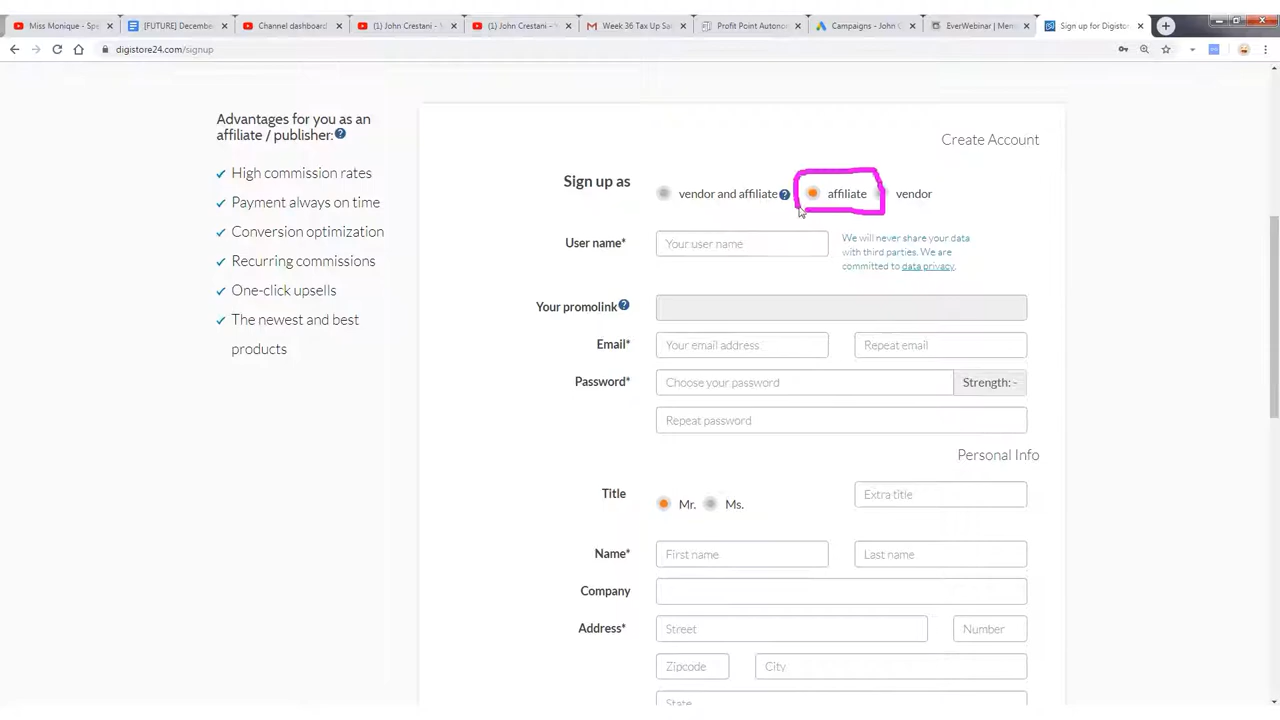 Miss Monique - Spe
[FUTURE] Decembe
Channel dashboard
(1) John Crestani -
(1) John Crestani -
Week 36 Tax Up Sal
Profit Point Autonom
Campaigns - John C
EverWebinar | Mem
Sign up for Digistor
digistore24.com/signup
Advantages for you as an
affiliate / publisher:
High commission rates
Payment always on time
Conversion optimization
Recurring commissions
One-click upsells
The newest and best
products
Create Account
Sign up as
vendor and affiliate
affiliate
vendor
User name*
Your user name
We will never share your data
with third parties. We are
committed to data privacy.
Your promolink
Email*
Your email address
Repeat email
Password*
Choose your password
Strength: -
Repeat password
Personal Info
Title
Mr.
Ms.
Extra title
Name*
First name
Last name
Company
Address*
Street
Number
Zipcode
City
State